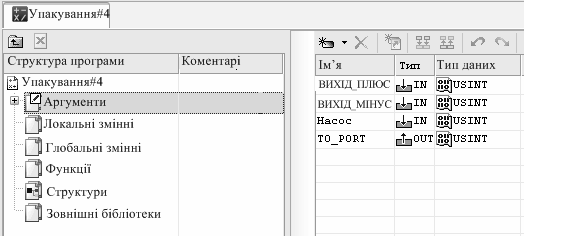 Упакування#4
Структура програми Коментарі
Упакування#4
Аргументи
Локальні змінні
Глобальні змінні
Функції
Структури
Зовнішні бібліотеки
Ім’я Тип Тип даних
ВИХІД_ПЛЮС IN USINT
ВИХІД_МІНУС IN USINT
Насос IN USINT
TO_PORT OUT USINT